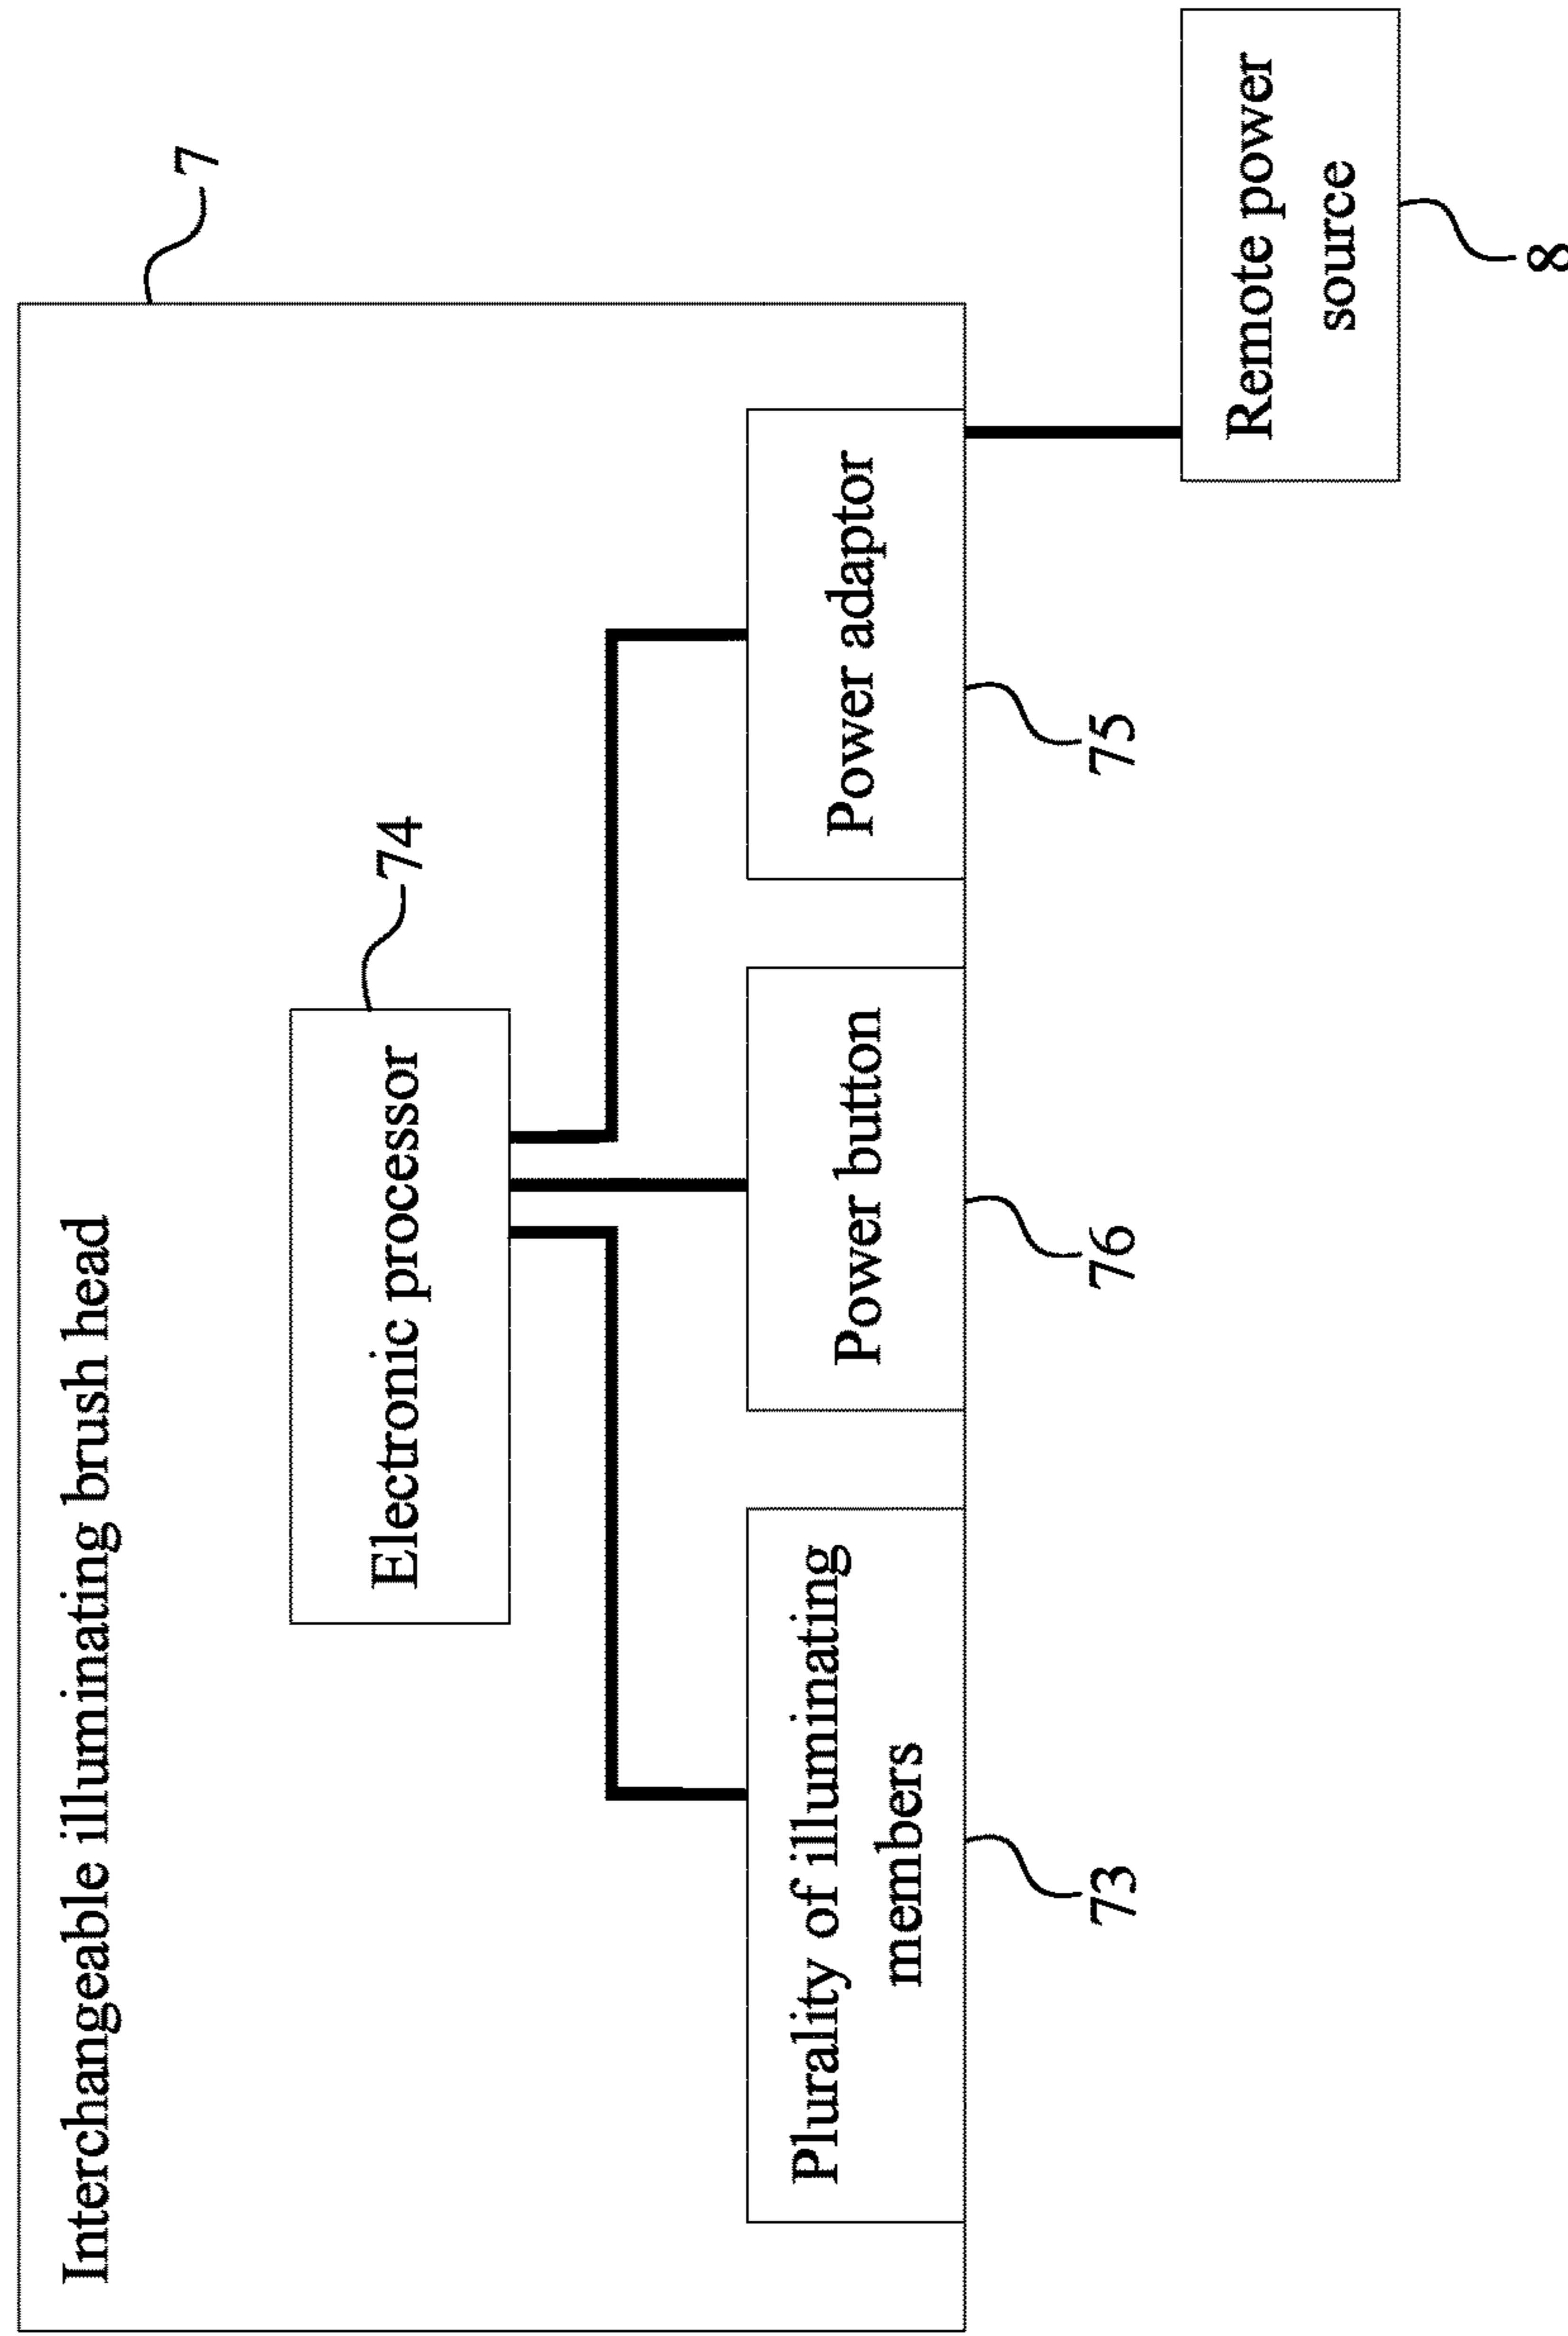 Interchangeable illuminating brush head
7
Electronic processor
74
Plurality of illuminating
members
Power button
Power adaptor
73
76
75
Remote power
source
8